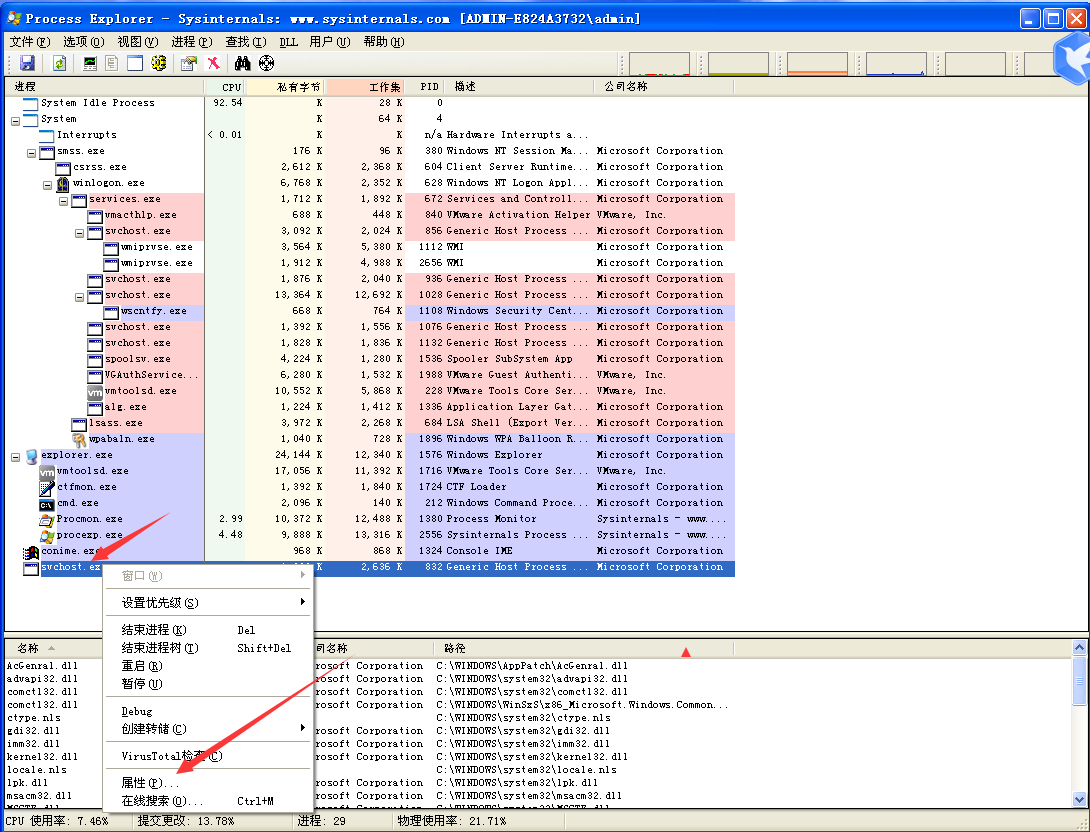 Process Explorer - Sysinternals: www.sysinternals.com [ADMIN-E824A3732\admin]
文件(F) 选项(O) 视图(V) 进程(P) 查找(I) DLL 用户(U) 帮助(H)
进程 CPU 私有字节 工作集 PID 描述 公司名称
System Idle Process 92.54 K 28 K 0
System K 64 K 4
Interrupts < 0.01 K K n/a Hardware Interrupts a...
smss.exe 176 K 96 K 380 Windows NT Session Ma... Microsoft Corporation
csrss.exe 2,612 K 2,368 K 604 Client Server Runtime... Microsoft Corporation
winlogon.exe 6,768 K 2,352 K 628 Windows NT Logon Appl... Microsoft Corporation
services.exe 1,712 K 1,892 K 672 Services and Controll... Microsoft Corporation
vmacthlp.exe 688 K 448 K 840 VMware Activation Helper VMware, Inc.
svchost.exe 3,092 K 2,024 K 856 Generic Host Process ... Microsoft Corporation
wmiprvse.exe 3,564 K 5,380 K 1112 WMI Microsoft Corporation
wmiprvse.exe 1,912 K 4,988 K 2656 WMI Microsoft Corporation
svchost.exe 1,876 K 2,040 K 936 Generic Host Process ... Microsoft Corporation
svchost.exe 13,364 K 12,692 K 1028 Generic Host Process ... Microsoft Corporation
wscntfy.exe 668 K 764 K 1108 Windows Security Cent... Microsoft Corporation
svchost.exe 1,392 K 1,556 K 1076 Generic Host Process ... Microsoft Corporation
svchost.exe 1,828 K 1,836 K 1132 Generic Host Process ... Microsoft Corporation
spoolsv.exe 4,224 K 1,280 K 1536 Spooler SubSystem App Microsoft Corporation
VGAuthService... 6,280 K 1,532 K 1988 VMware Guest Authenti... VMware, Inc.
vm vmtoolsd.exe 10,552 K 5,868 K 228 VMware Tools Core Ser... VMware, Inc.
alg.exe 1,224 K 1,412 K 1336 Application Layer Gat... Microsoft Corporation
lsass.exe 3,972 K 2,268 K 684 LSA Shell (Export Ver... Microsoft Corporation
wpabaln.exe 1,040 K 728 K 1896 Windows WPA Balloon R... Microsoft Corporation
explorer.exe 24,144 K 12,340 K 1576 Windows Explorer Microsoft Corporation
vm vmtoolsd.exe 17,056 K 11,392 K 1716 VMware Tools Core Ser... VMware, Inc.
ctfmon.exe 1,392 K 1,840 K 1724 CTF Loader Microsoft Corporation
cmd.exe 2,096 K 140 K 212 Windows Command Proce... Microsoft Corporation
Procmon.exe 2.99 10,372 K 12,488 K 1380 Process Monitor Sysinternals - www....
procexp.exe 4.48 9,888 K 13,316 K 2556 Sysinternals Process ... Sysinternals - www....
conime.exe 968 K 868 K 1324 Console IME Microsoft Corporation
svchost.ex 2,636 K 832 Generic Host Process ... Microsoft Corporation
窗口(W)
设置优先级(S)
结束进程(K) Del
结束进程树(T) Shift+Del
重启(R)
暂停(U)
Debug
创建转储(C)
VirusTotal检查(C)
属性(P)...
在线搜索(O)... Ctrl+M
名称 司名称 路径
AcGenral.dll rosoft Corporation C:\WINDOWS\AppPatch\AcGenral.dll
advapi32.dll rosoft Corporation C:\WINDOWS\system32\advapi32.dll
comctl32.dll rosoft Corporation C:\WINDOWS\system32\comctl32.dll
comctl32.dll rosoft Corporation C:\WINDOWS\WinSxS\x86_Microsoft.Windows.Common...
ctype.nls C:\WINDOWS\system32\ctype.nls
gdi32.dll rosoft Corporation C:\WINDOWS\system32\gdi32.dll
imm32.dll rosoft Corporation C:\WINDOWS\system32\imm32.dll
kernel32.dll rosoft Corporation C:\WINDOWS\system32\kernel32.dll
locale.nls C:\WINDOWS\system32\locale.nls
lpk.dll rosoft Corporation C:\WINDOWS\system32\lpk.dll
msacm32.dll rosoft Corporation C:\WINDOWS\system32\msacm32.dll
CPU 使用率: 7.46% 提交更改: 13.78% 进程: 29 物理使用率: 21.71%